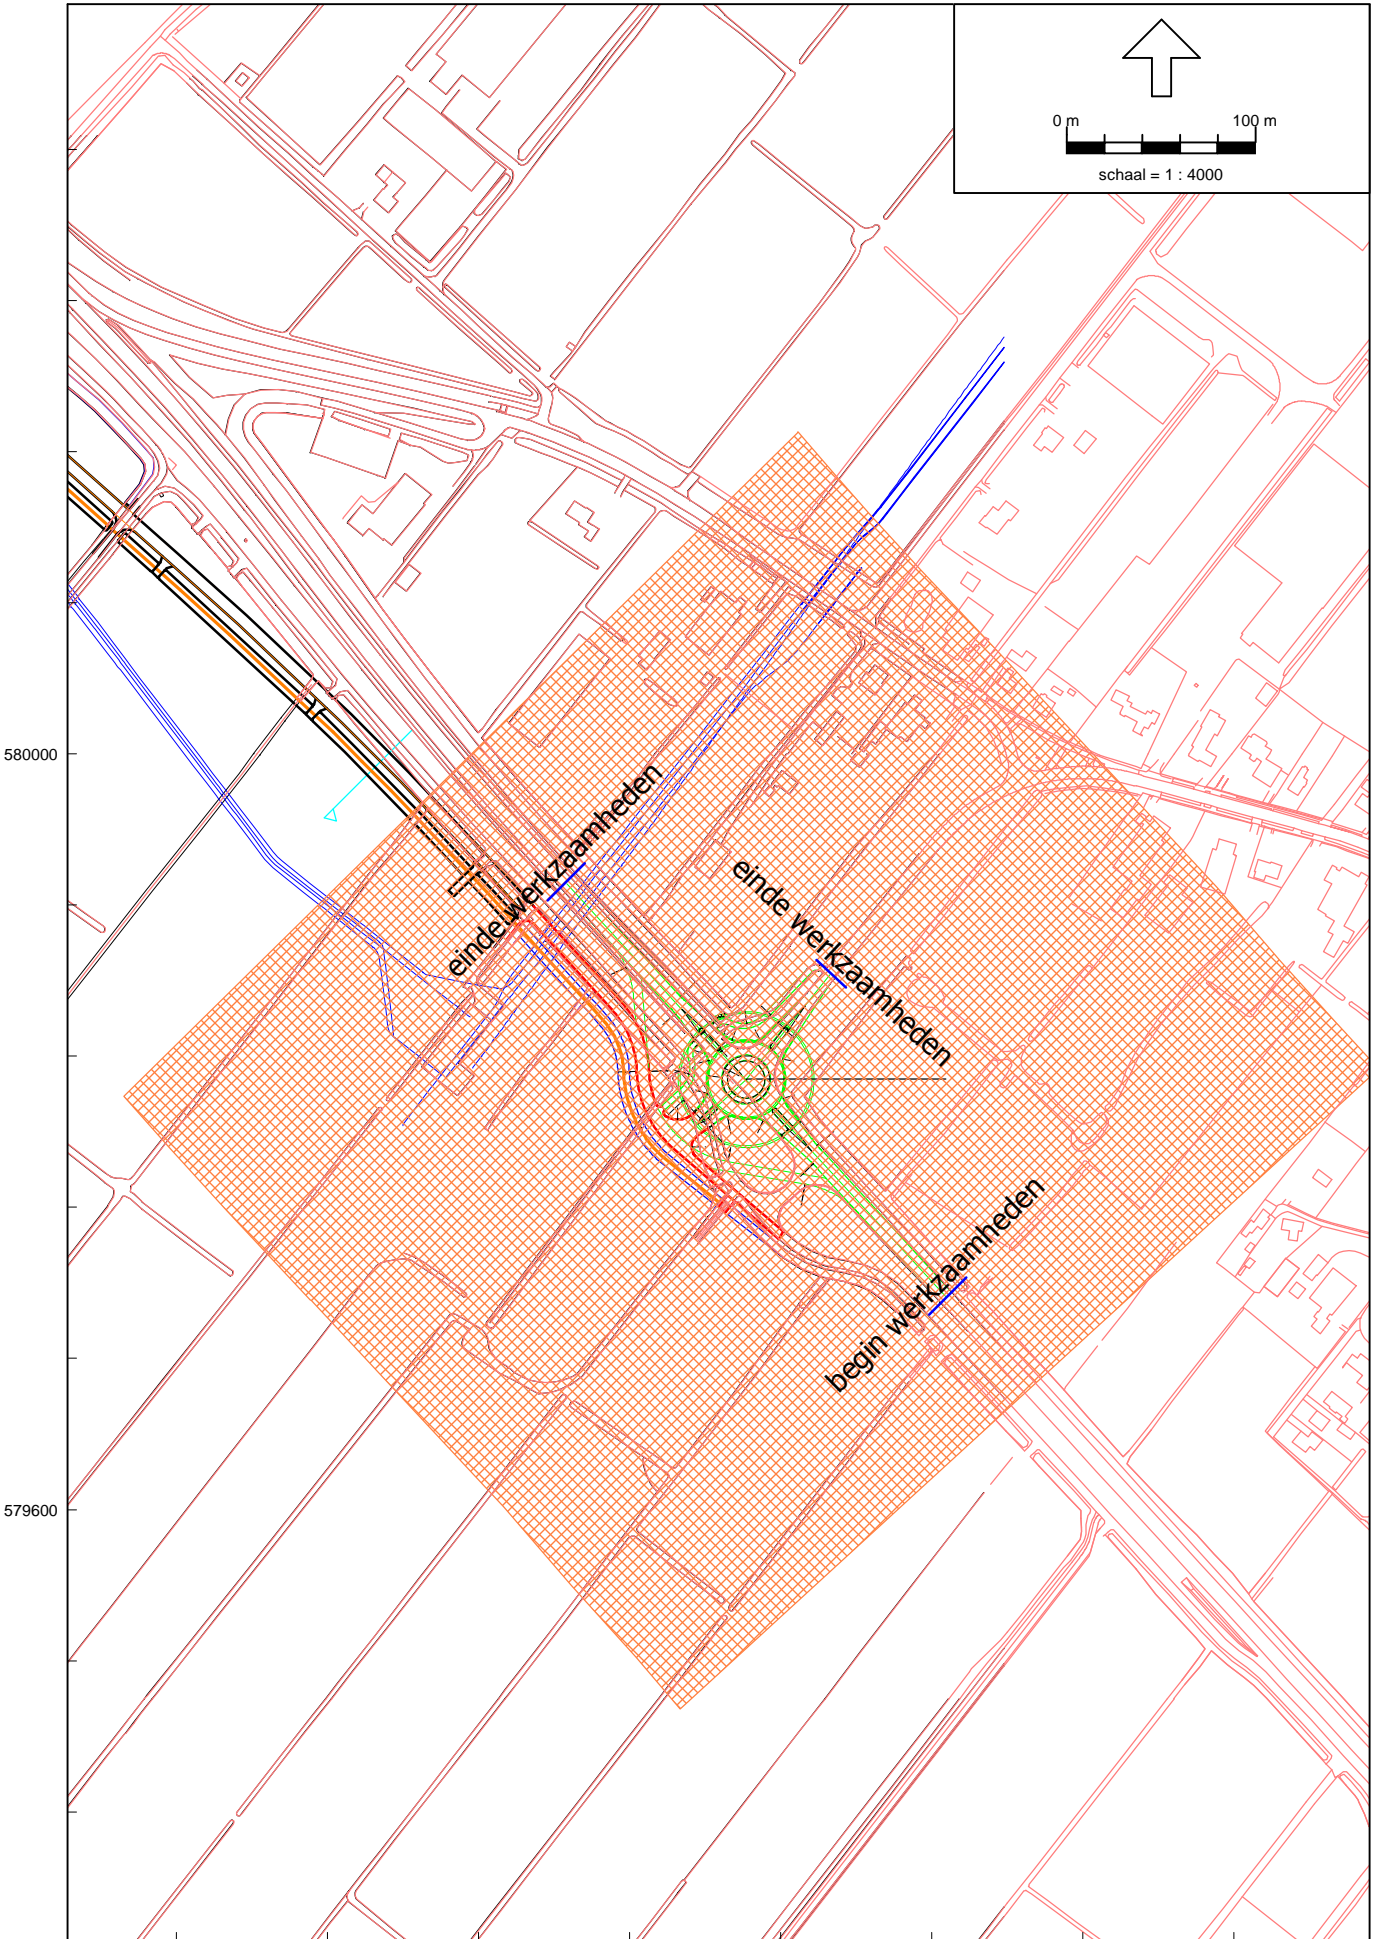 0 m 100 m
schaal = 1 : 4000
580000
einde werkzaamheden
einde werkzaamheden
begin werkzaamheden
579600